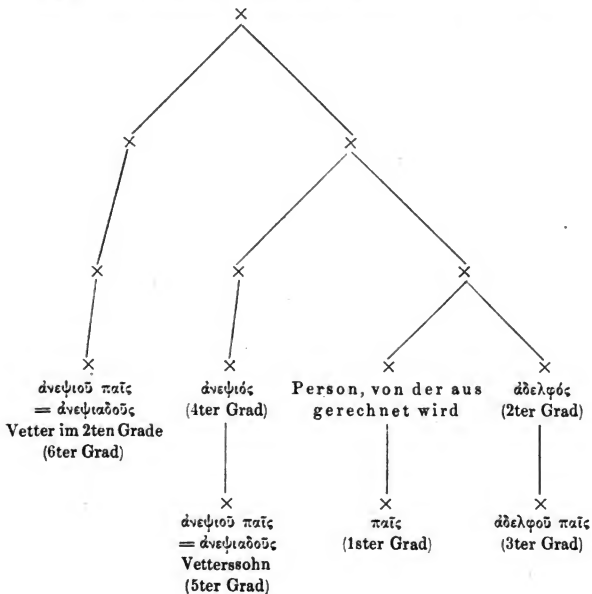 ἀνεψιοῦ παῖς
= ἀνεψιαδοῦς
Vetter im 2ten Grade
(6ter Grad)
ἀνεψιός
(4ter Grad)
Person, von der aus
gerechnet wird
ἀδελφός
(2ter Grad)
ἀνεψιοῦ παῖς
= ἀνεψιαδοῦς
Vetterssohn
(5ter Grad)
παῖς
(1ster Grad)
ἀδελφοῦ παῖς
(3ter Grad)